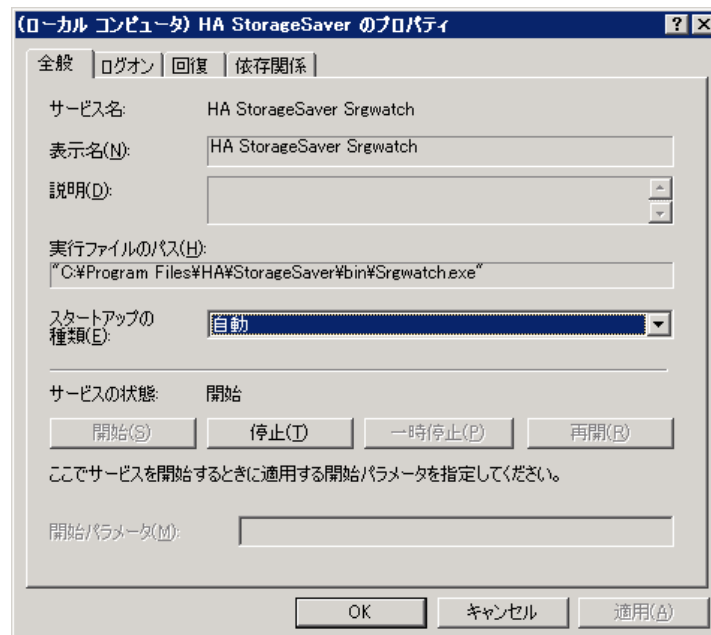 (ローカル コンピュータ) HA StorageSaver のプロパティ
全般 ログオン 回復 依存関係
サービス名: HA StorageSaver Srgwatch
表示名(N): HA StorageSaver Srgwatch
説明(D):
実行ファイルのパス(H):
"C:¥Program Files¥HA¥StorageSaver¥bin¥Srgwatch.exe"
スタートアップの
種類(E): 自動
サービスの状態: 開始
開始(S) 停止(T) 一時停止(P) 再開(R)
ここでサービスを開始するときに適用する開始パラメータを指定してください。
開始パラメータ(M):
OK キャンセル 適用(A)